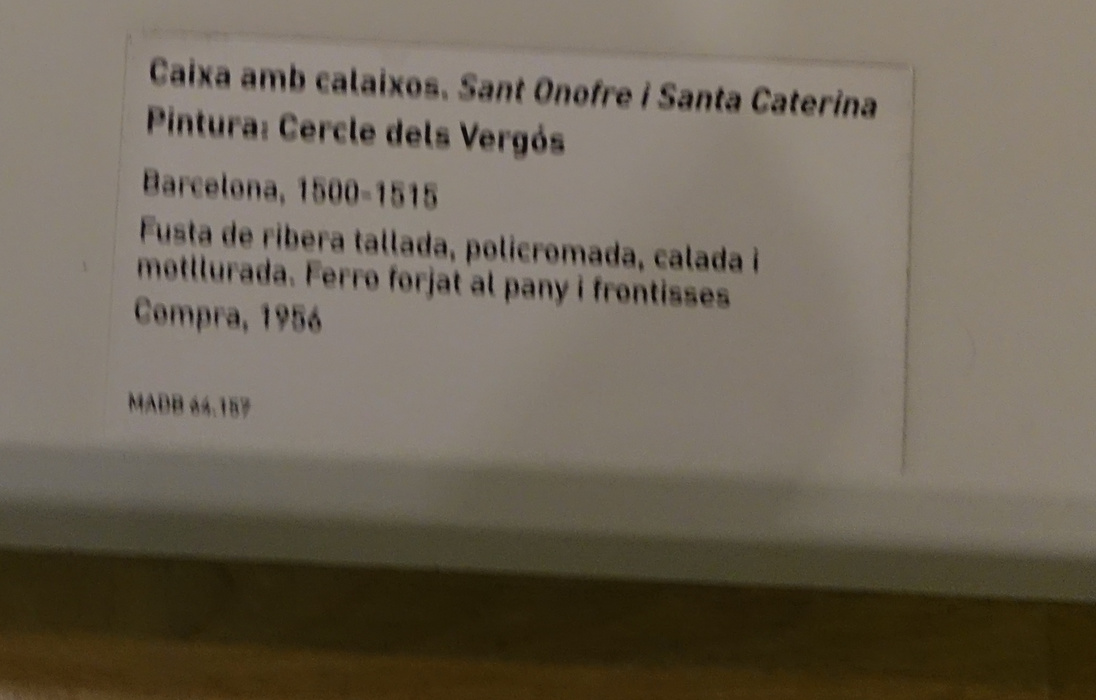 Caixa amb calaixos. Sant Onofre i Santa Caterina
Pintura: Cercle dels Vergós
Barcelona, 1500-1515
Fusta de ribera tallada, policromada, calada i
motllurada. Ferro forjat al pany i frontisses
Compra, 1956
MADB